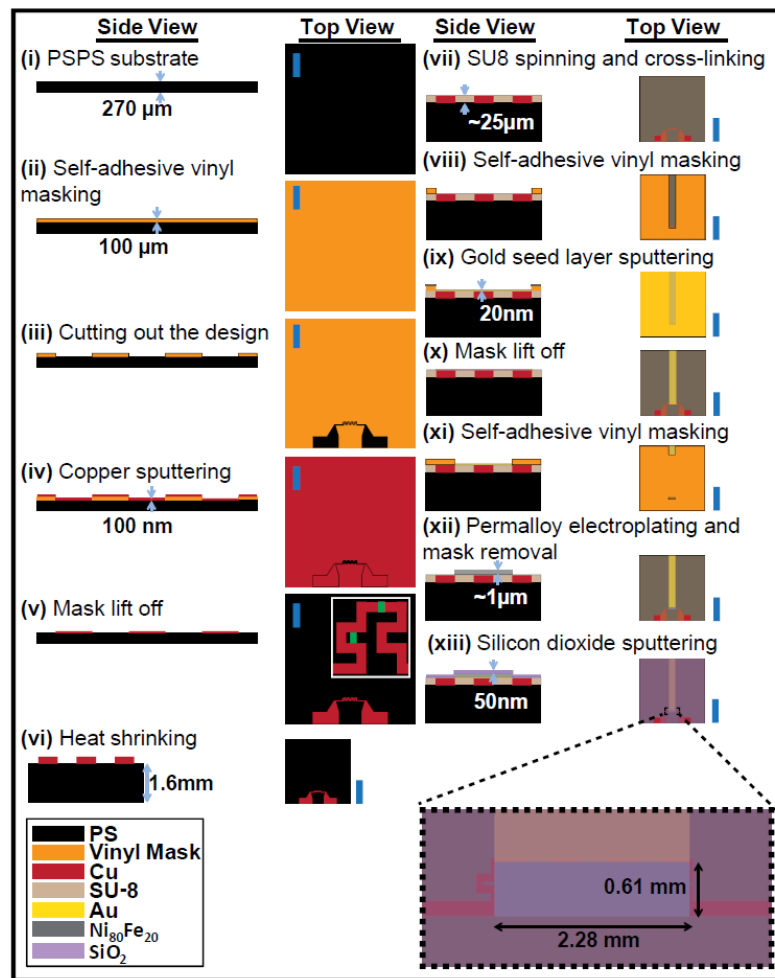 Side View
Top View
(i) PSPS substrate
270 µm
(ii) Self-adhesive vinyl
masking
100 µm
(iii) Cutting out the design
(iv) Copper sputtering
100 nm
(v) Mask lift off
(vi) Heat shrinking
1.6mm
PS
Vinyl Mask
Cu
SU-8
Au
Ni80Fe20
SiO2
Side View
Top View
(vii) SU8 spinning and cross-linking
~25µm
(viii) Self-adhesive vinyl masking
(ix) Gold seed layer sputtering
20nm
(x) Mask lift off
(xi) Self-adhesive vinyl masking
(xii) Permalloy electroplating and
mask removal
~1µm
(xiii) Silicon dioxide sputtering
50nm
0.61 mm
2.28 mm